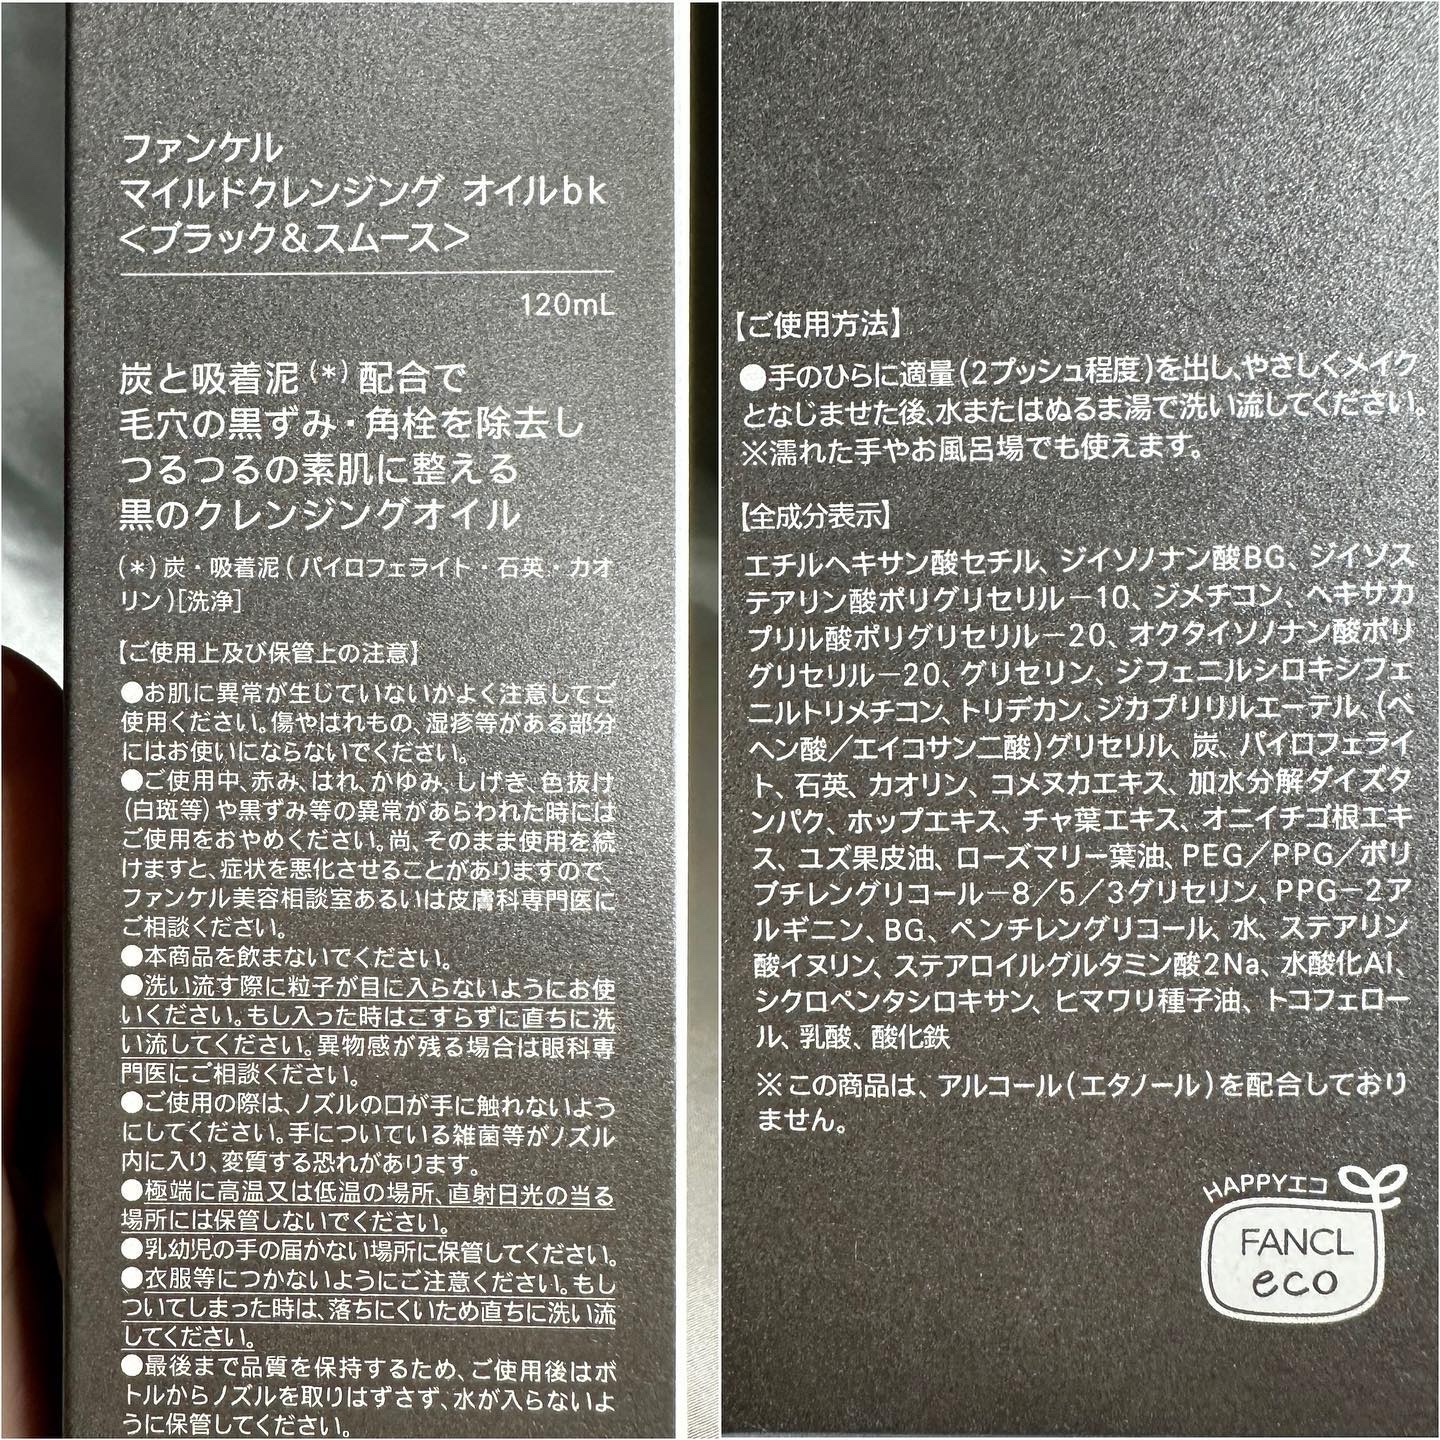 ファンケル
マイルドクレンジング オイルbk
<ブラック&スムース>
120mL
炭と吸着泥(*)配合で
毛穴の黒ずみ・角栓を除去し
つるつるの素肌に整える
黒のクレンジングオイル
(*)炭・吸着泥(パイロフェライト・石英・カオ
リン)[洗浄]
【ご使用上及び保管上の注意】
●お肌に異常が生じていないかよく注意してご
使用ください。傷やはれもの、湿疹等がある部分
にはお使いにならないでください。
●ご使用中、赤み、はれ、かゆみ、しげき、色抜け
(白斑等)や黒ずみ等の異常があらわれた時には
ご使用をおやめください。尚、そのまま使用を続
けますと、症状を悪化させることがありますので、
ファンケル美容相談室あるいは皮膚科専門医に
ご相談ください。
●本商品を飲まないでください。
●洗い流す際に粒子が目に入らないようにお使
いください。もし入った時はこすらずに直ちに洗
い流してください。異物感が残る場合は眼科専
門医にご相談ください。
●ご使用の際は、ノズルの口が手に触れないよう
にしてください。手についている雑菌等がノズル
内に入り、変質する恐れがあります。
●極端に高温又は低温の場所、直射日光の当る
場所には保管しないでください。
●乳幼児の手の届かない場所に保管してください。
●衣服等につかないようにご注意ください。もし
ついてしまった時は、落ちにくいため直ちに洗い流
してください。
●最後まで品質を保持するため、ご使用後はボ
トルからノズルを取りはずさず、水が入らないよ
うに保管してください。
【ご使用方法】
●手のひらに適量(2プッシュ程度)を出し、やさしくメイク
となじませた後、水またはぬるま湯で洗い流してください。
※濡れた手やお風呂場でも使えます。
【全成分表示】
エチルヘキサン酸セチル、ジイソノナン酸BG、ジイソス
テアリン酸ポリグリセリル－10、ジメチコン、ヘキサカ
プリル酸ポリグリセリル－20、オクタイソノナン酸ポリ
グリセリル－20、グリセリン、ジフェニルシロキシフェ
ニルトリメチコン、トリデカン、ジカプリリルエーテル、(ベ
ヘン酸／エイコサン二酸)グリセリル、炭、パイロフェライ
ト、石英、カオリン、コメヌカエキス、加水分解ダイズタ
ンパク、ホップエキス、チャ葉エキス、オニイチゴ根エキ
ス、ユズ果皮油、ローズマリー葉油、PEG／PPG／ポリ
ブチレングリコール－8／5／3グリセリン、PPG－2ア
ルギニン、BG、ペンチレングリコール、水、ステアリン
酸イヌリン、ステアロイルグルタミン酸2Na、水酸化Al、
シクロペンタシロキサン、ヒマワリ種子油、トコフェロー
ル、乳酸、酸化鉄
※この商品は、アルコール(エタノール)を配合しており
ません。
HAPPYエコ
FANCL
eco